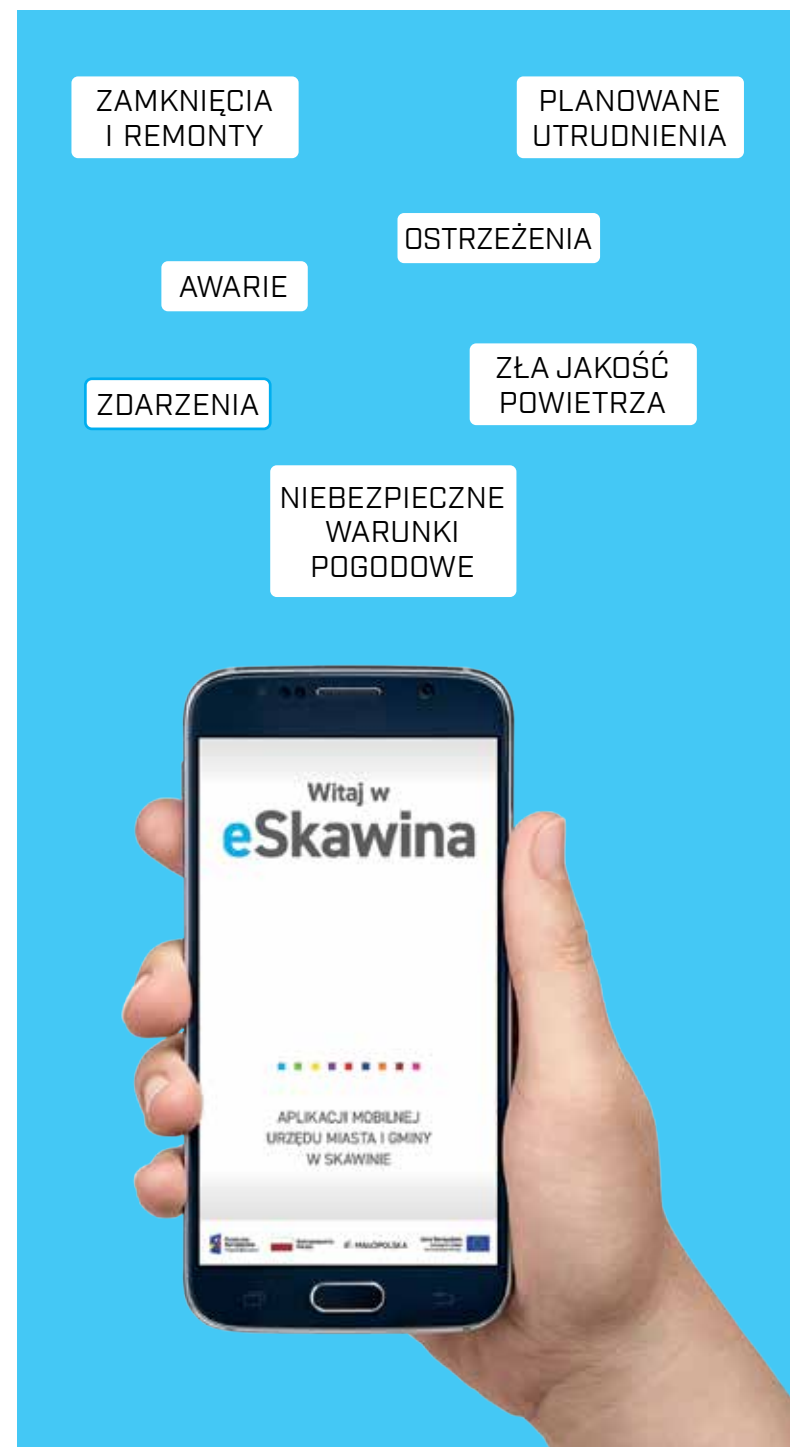 ZAMKNIĘCIA
I REMONTY
PLANOWANE
UTRUDNIENIA
OSTRZEŻENIA
AWARIE
ZŁA JAKOŚĆ
POWIETRZA
ZDARZENIA
NIEBEZPIECZNE
WARUNKI
POGODOWE
Witaj w
eSkawina
APLIKACJI MOBILNEJ
URZĘDU MIASTA I GMINY
W SKAWINIE
MAŁOPOLSKA